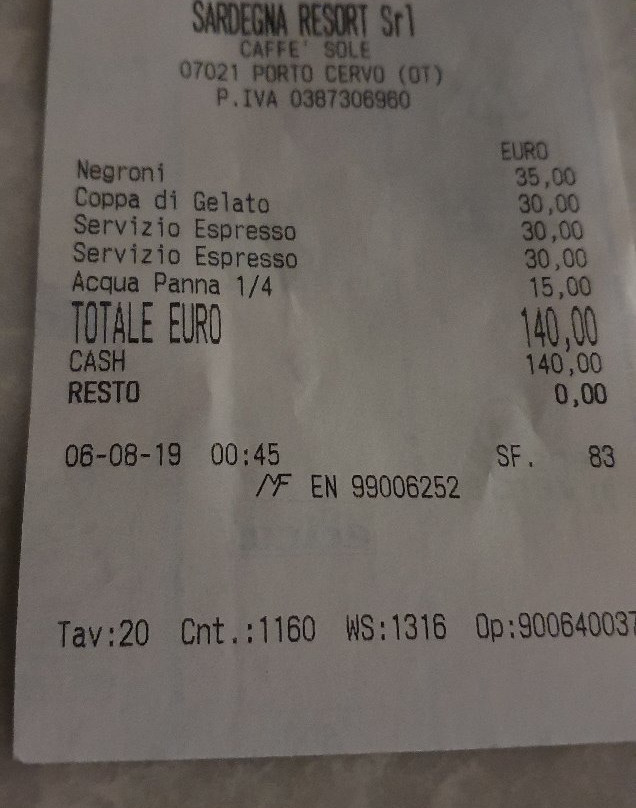 SARDEGNA RESORT Srl
CAFFE' SOLE
07021 PORTO CERVO (OT)
P.IVA 0387306960
EURO
Negroni 35,00
Coppa di Gelato 30,00
Servizio Espresso 30,00
Servizio Espresso 30,00
Acqua Panna 1/4 15,00
TOTALE EURO 140,00
CASH 140,00
RESTO 0,00
06-08-19 00:45 SF. 83
MF EN 99006252
Tav:20 Cnt.:1160 WS:1316 Op:900640037